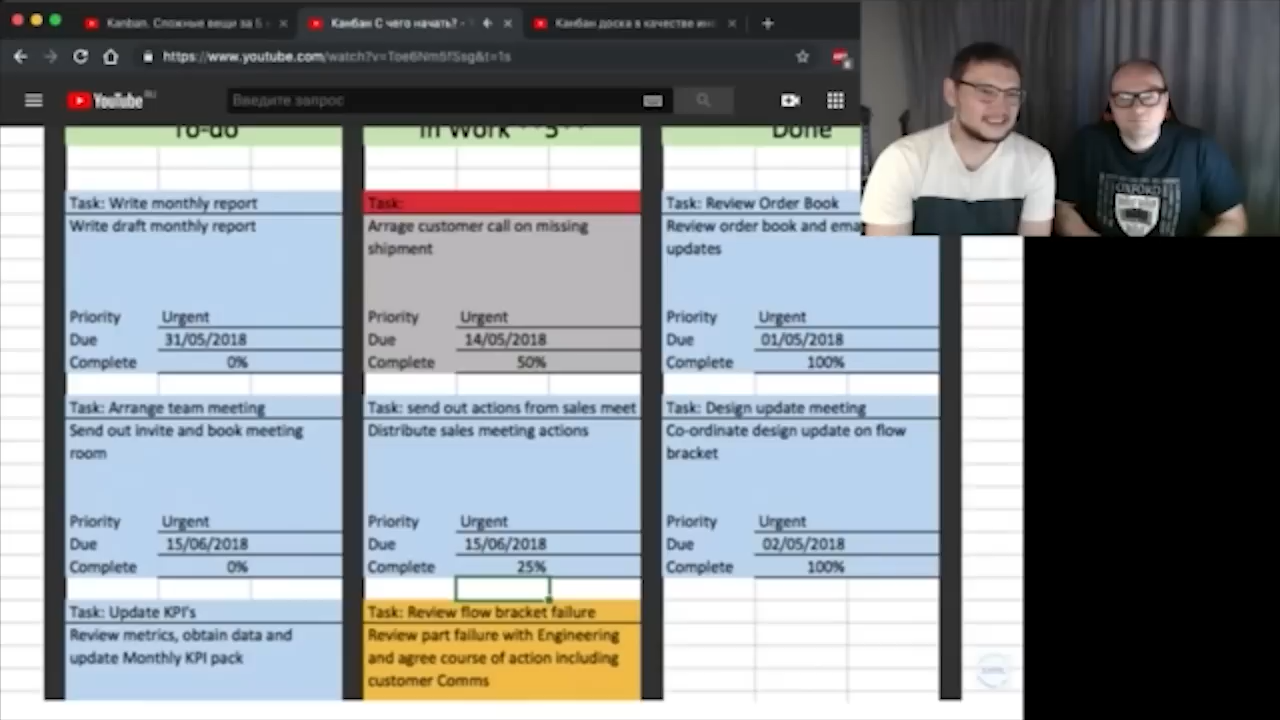 Kanban. Сложные вещи за 5
Канбан С чего начать? -
Канбан доска в качестве инс
https://www.youtube.com/watch?v=Toe6Nm5fSsg&t=1s
YouTube RU
Введите запрос
To-do
In Work **5**
Done
Task: Write monthly report
Write draft monthly report
Priority Urgent
Due 31/05/2018
Complete 0%
Task: Arrange team meeting
Send out invite and book meeting
room
Priority Urgent
Due 15/06/2018
Complete 0%
Task: Update KPI's
Review metrics, obtain data and
update Monthly KPI pack
Task:
Arrage customer call on missing
shipment
Priority Urgent
Due 14/05/2018
Complete 50%
Task: send out actions from sales meet
Distribute sales meeting actions
Priority Urgent
Due 15/06/2018
Complete 25%
Task: Review flow bracket failure
Review part failure with Engineering
and agree course of action including
customer Comms
Task: Review Order Book
Review order book and ema
updates
Priority Urgent
Due 01/05/2018
Complete 100%
Task: Design update meeting
Co-ordinate design update on flow
bracket
Priority Urgent
Due 02/05/2018
Complete 100%
OXFORD